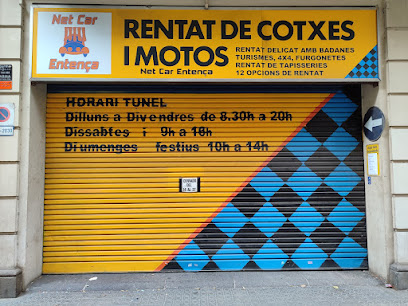 Net Car
Entença
RENTAT DE COTXES
I MOTOS
Net Car Entença
RENTAT DELICAT AMB BADANES
TURISMES, 4X4, FURGONETES
RENTAT DE TAPISSERIES
12 OPCIONS DE RENTAT
HORARI TUNEL
Dilluns a Divendres de 8.30h a 20h
Dissabtes i 9h a 18h
Diumenges festius 10h a 14h